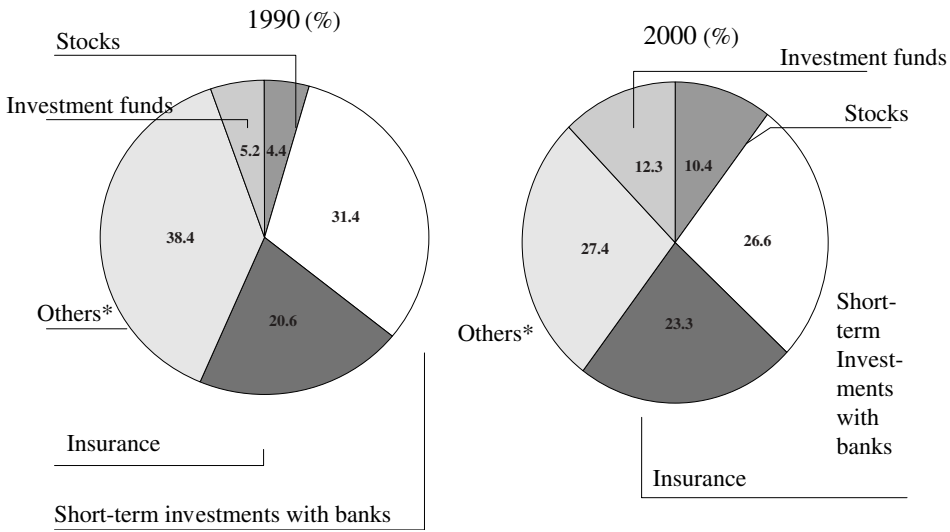 1990 (%)
Stocks
Investment funds
5.2
4.4
31.4
38.4
20.6
Others*
Insurance
Short-term investments with banks
2000 (%)
Investment funds
Stocks
12.3
10.4
26.6
27.4
23.3
Others*
Short-
term
Invest-
ments
with
banks
Insurance